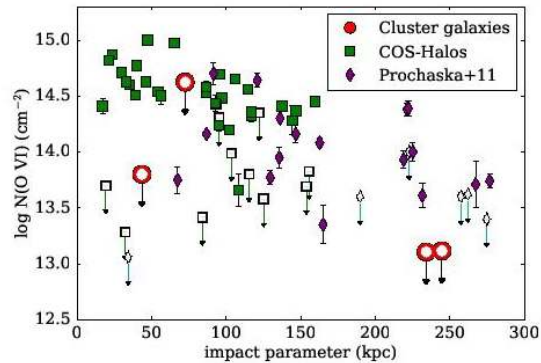 Cluster galaxies
COS-Halos
Prochaska+11
log N(O VI) (cm⁻²)
15.0
14.5
14.0
13.5
13.0
12.5
0 50 100 150 200 250 300
impact parameter (kpc)